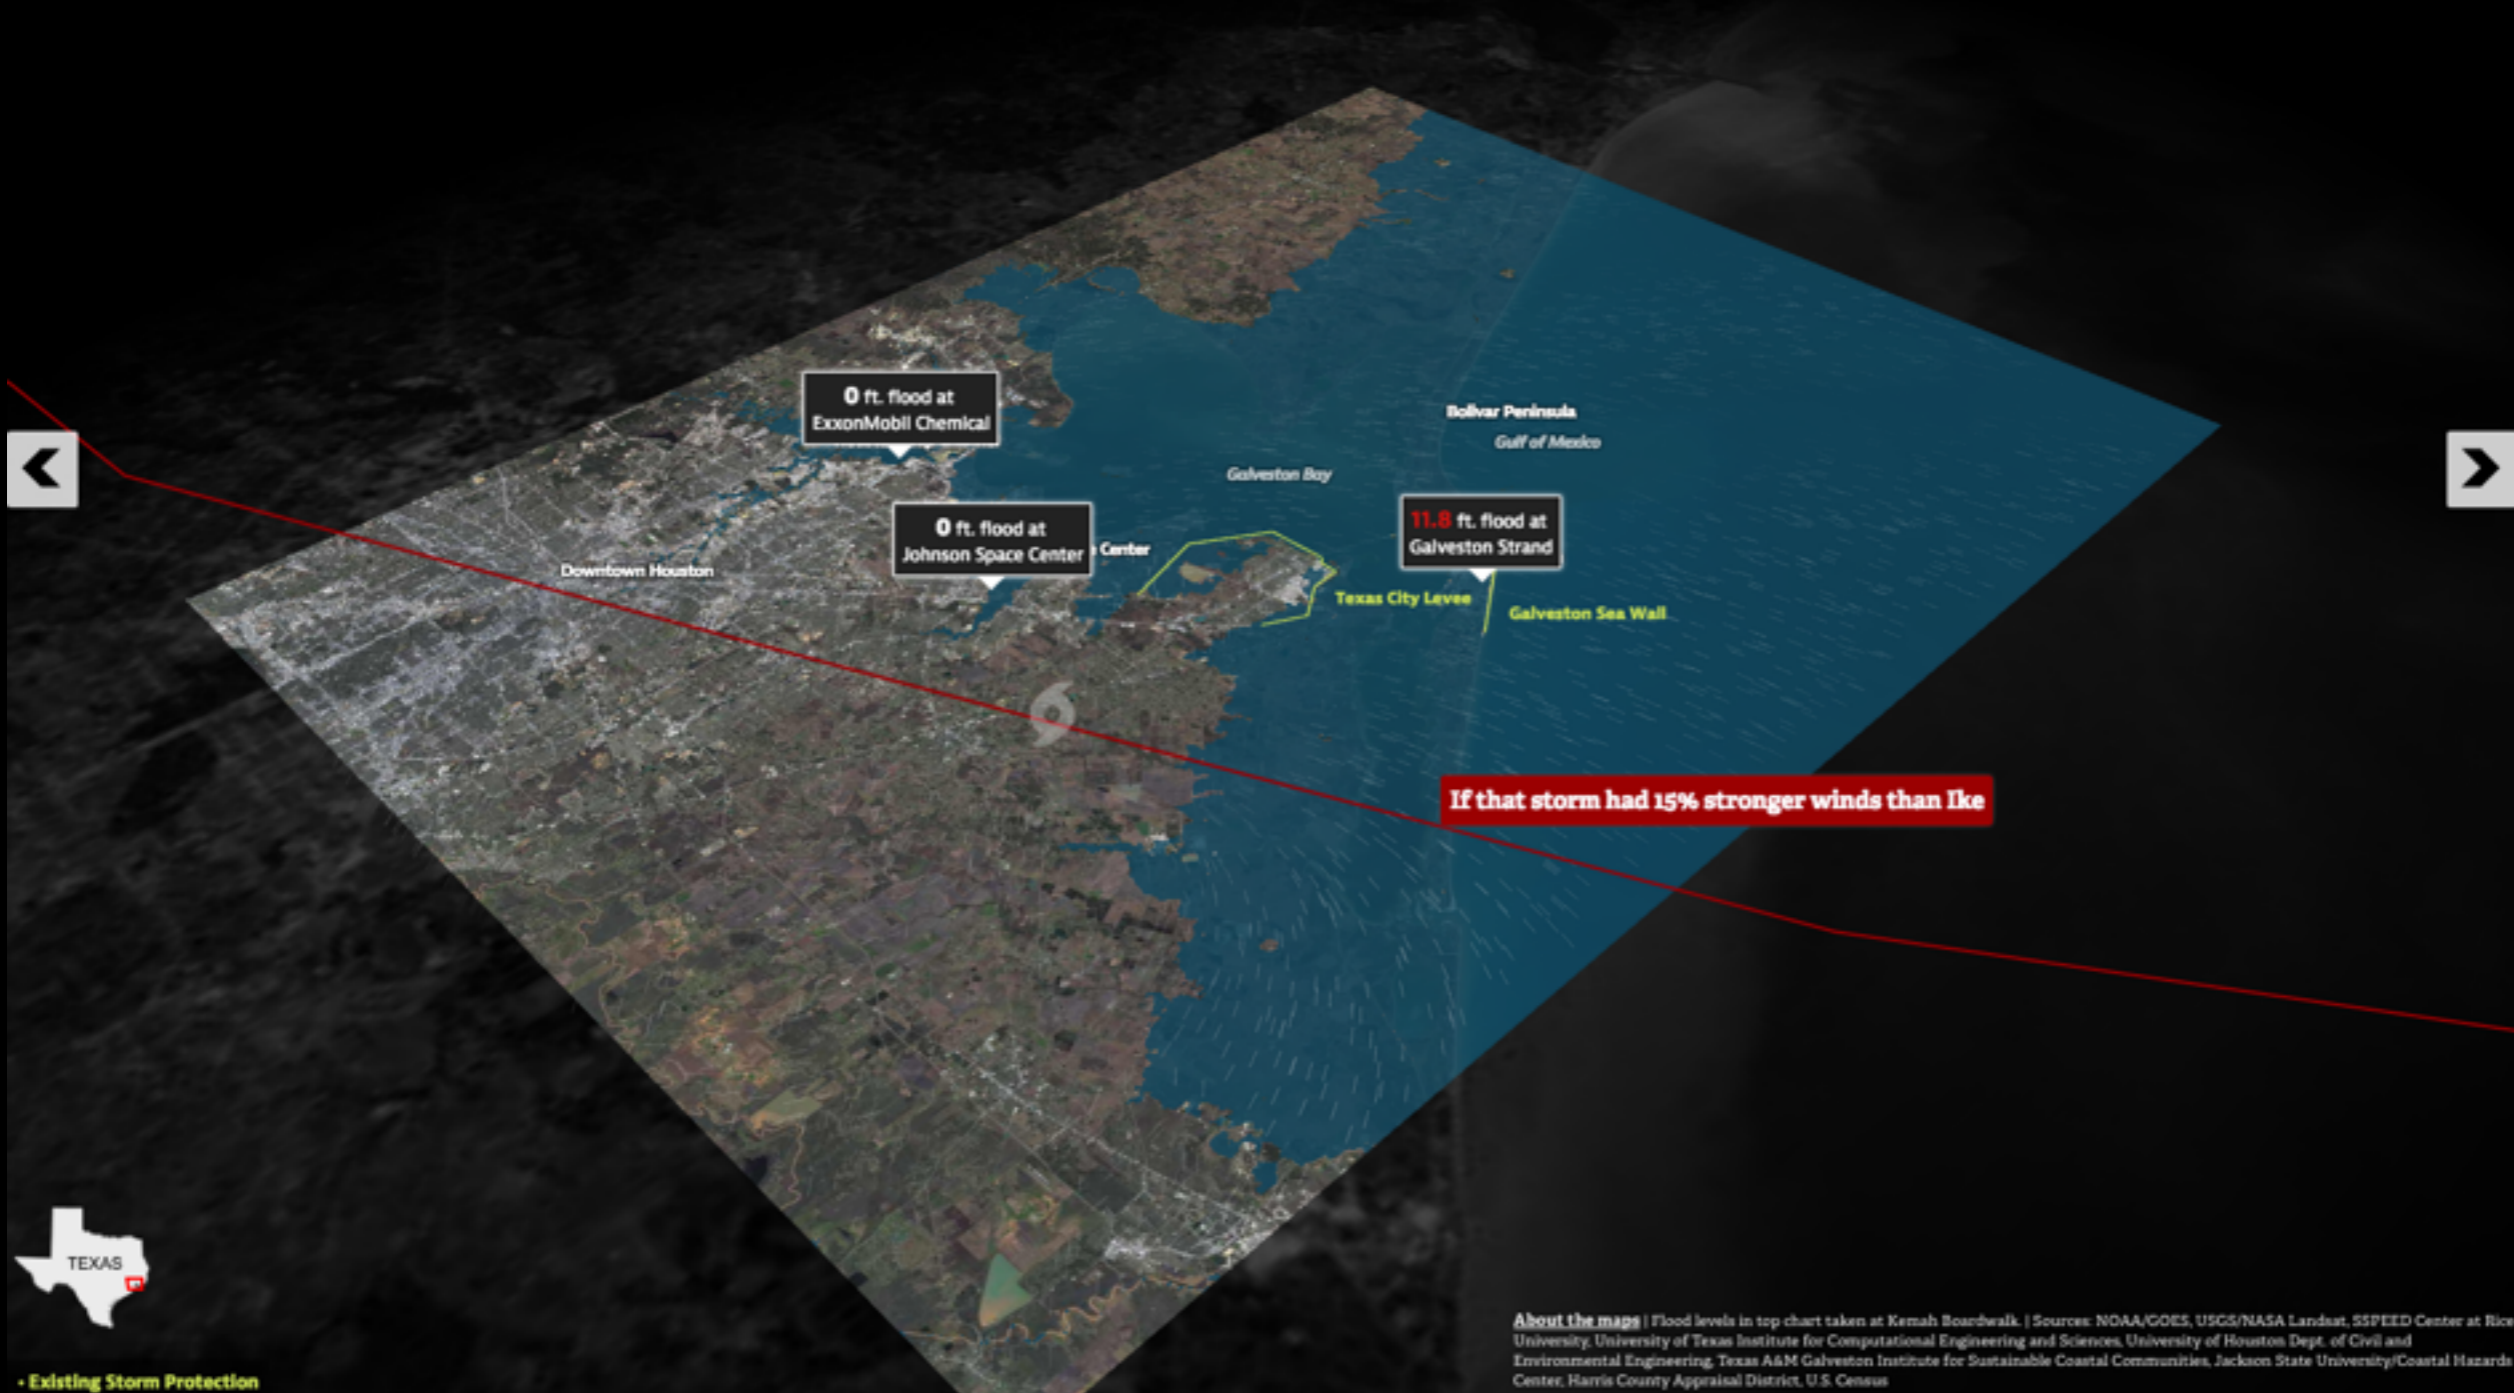 0 ft. flood at
ExxonMobil Chemical
Bolivar Peninsula
Gulf of Mexico
Galveston Bay
11.8 ft. flood at
Galveston Strand
0 ft. flood at
Johnson Space Center
Center
Downtown Houston
Texas City Levee
Galveston Sea Wall
If that storm had 15% stronger winds than Ike
TEXAS
About the maps | Flood levels in top chart taken at Kemah Boardwalk. | Sources: NOAA/GOES, USGS/NASA Landsat, SSPEED Center at Rice
University, University of Texas Institute for Computational Engineering and Sciences, University of Houston Dept. of Civil and
Environmental Engineering, Texas A&M Galveston Institute for Sustainable Coastal Communities, Jackson State University/Coastal Hazards
Center, Harris County Appraisal District, U.S. Census
• Existing Storm Protection